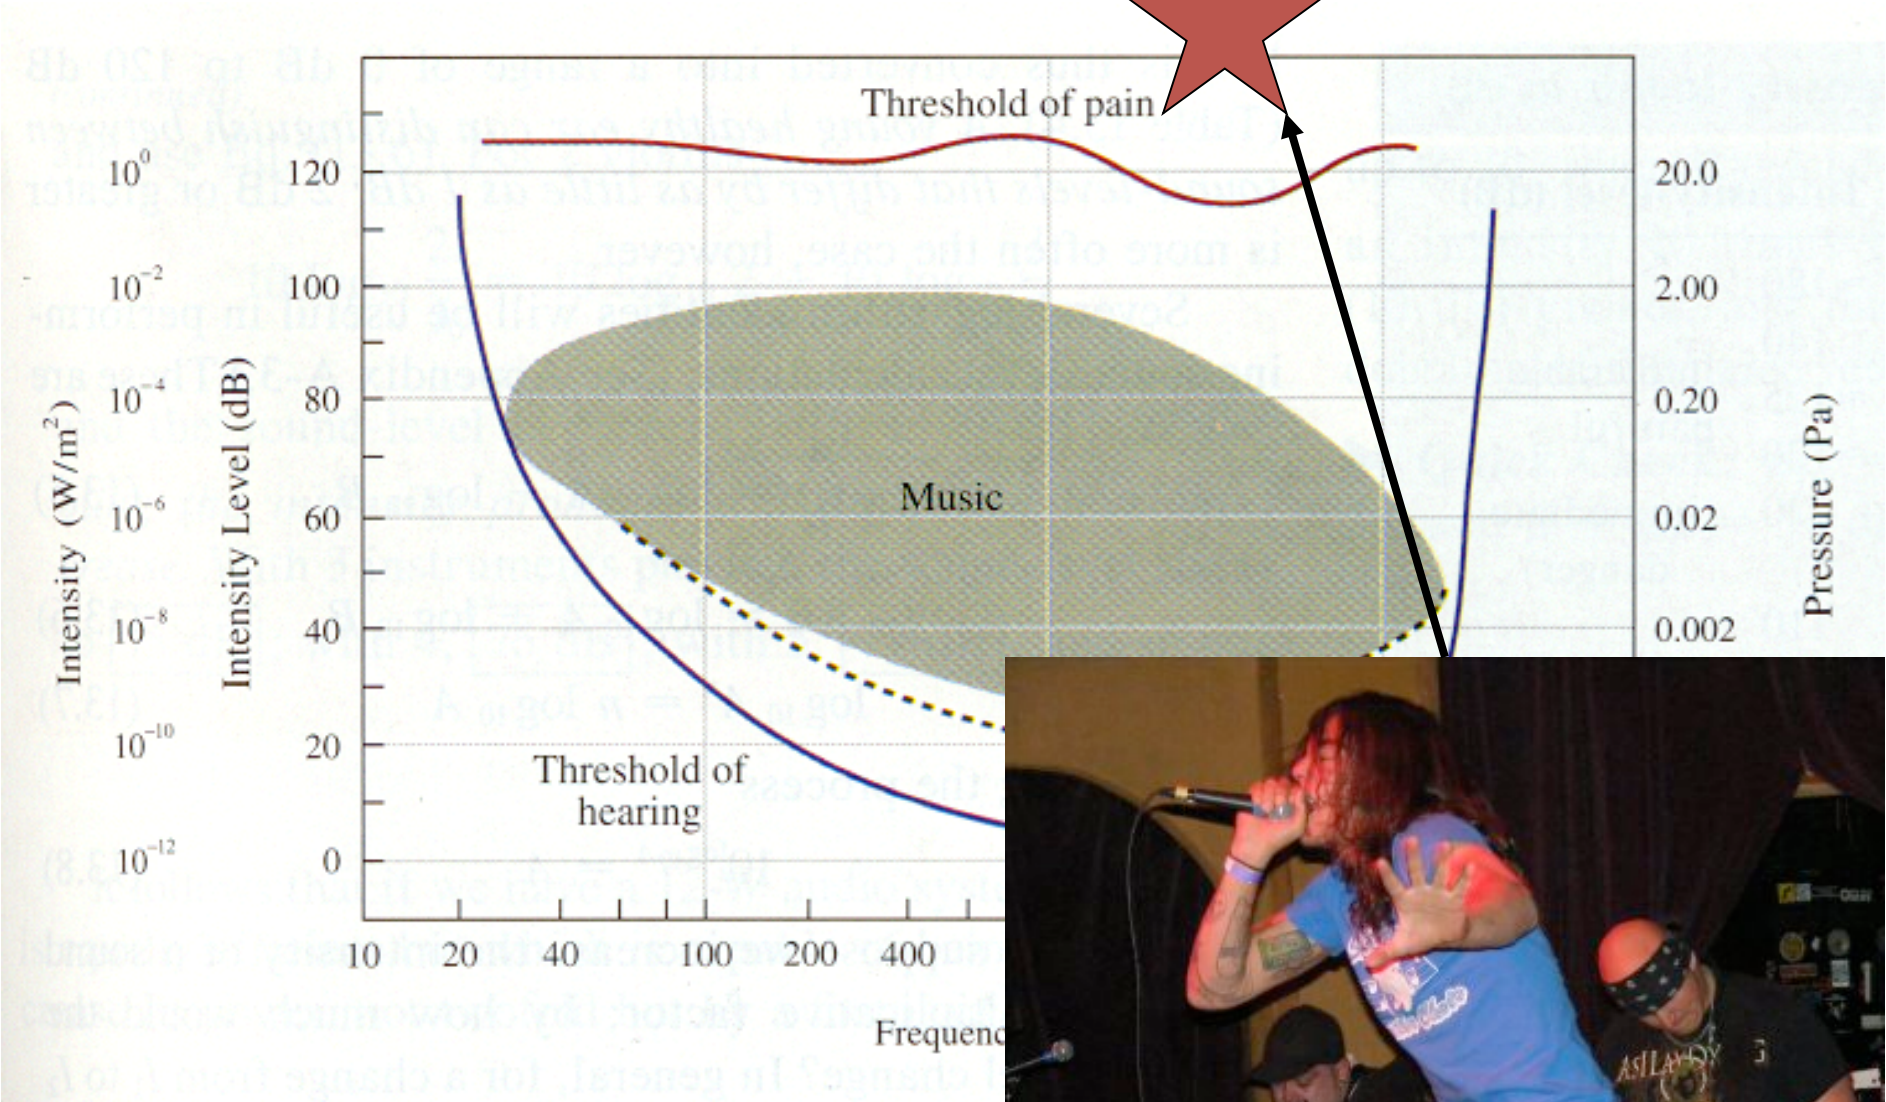 Threshold of pain
10⁰
10⁻²
10⁻⁴
10⁻⁶
10⁻⁸
10⁻¹⁰
10⁻¹²
Intensity (W/m²)
120
100
80
60
40
20
0
Intensity Level (dB)
Music
Threshold of
hearing
20.0
2.00
0.20
0.02
0.002
Pressure (Pa)
10 20 40 100 200 400
Frequenc